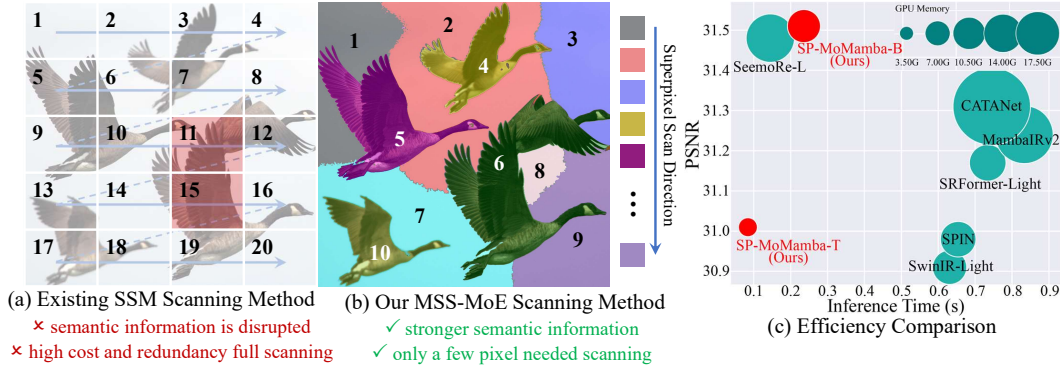 1 2 3 4
5 6 7 8
9 10 11 12
13 14 15 16
17 18 19 20
(a) Existing SSM Scanning Method
✗ semantic information is disrupted
✗ high cost and redundancy full scanning
1 2 3
4
5 6 8
7
10 9
Superpixel Scan Direction
(b) Our MSS-MoE Scanning Method
✓ stronger semantic information
✓ only a few pixel needed scanning
PSNR
31.5
31.4
31.3
31.2
31.1
31.0
30.9
GPU Memory
3.50G 7.00G 10.50G 14.00G 17.50G
SP-MoMamba-B
(Ours)
SeemoRe-L
CATANet
MambaIRv2
SRFormer-Light
SP-MoMamba-T
(Ours)
SPIN
SwinIR-Light
0.1 0.2 0.3 0.4 0.5 0.6 0.7 0.8 0.9
Inference Time (s)
(c) Efficiency Comparison